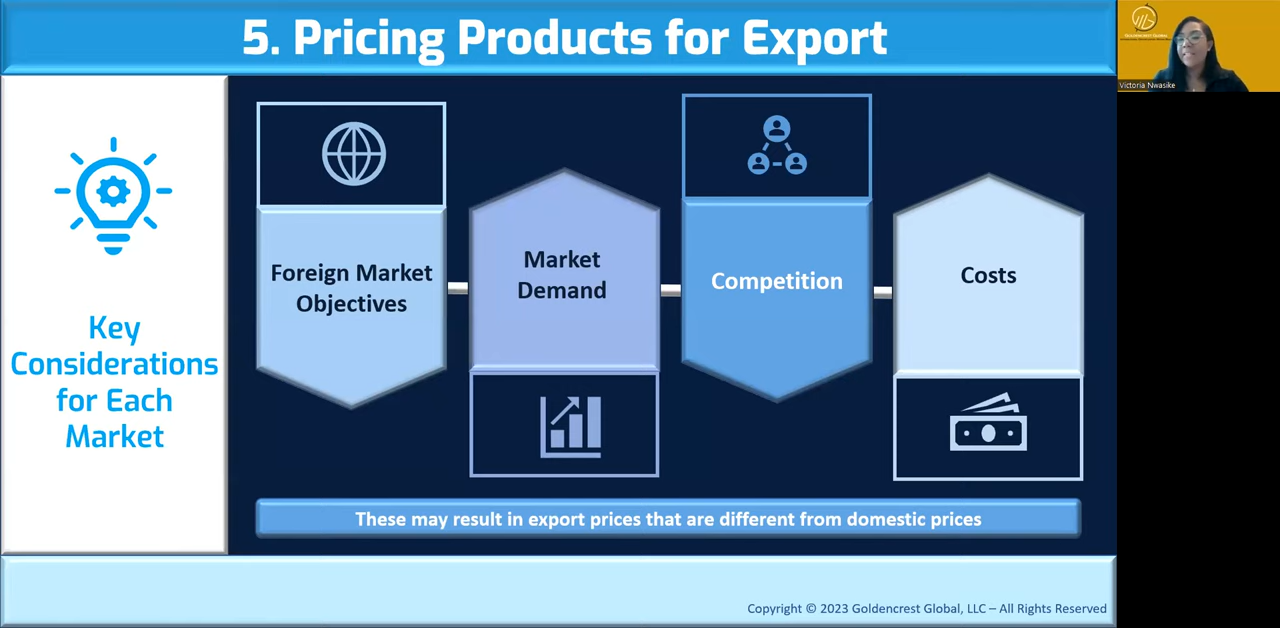 5. Pricing Products for Export
Key
Considerations
for Each
Market
Foreign Market
Objectives
Market
Demand
Competition
Costs
These may result in export prices that are different from domestic prices
Copyright © 2023 Goldencrest Global, LLC – All Rights Reserved
Goldencrest Global
Victoria Nwasike